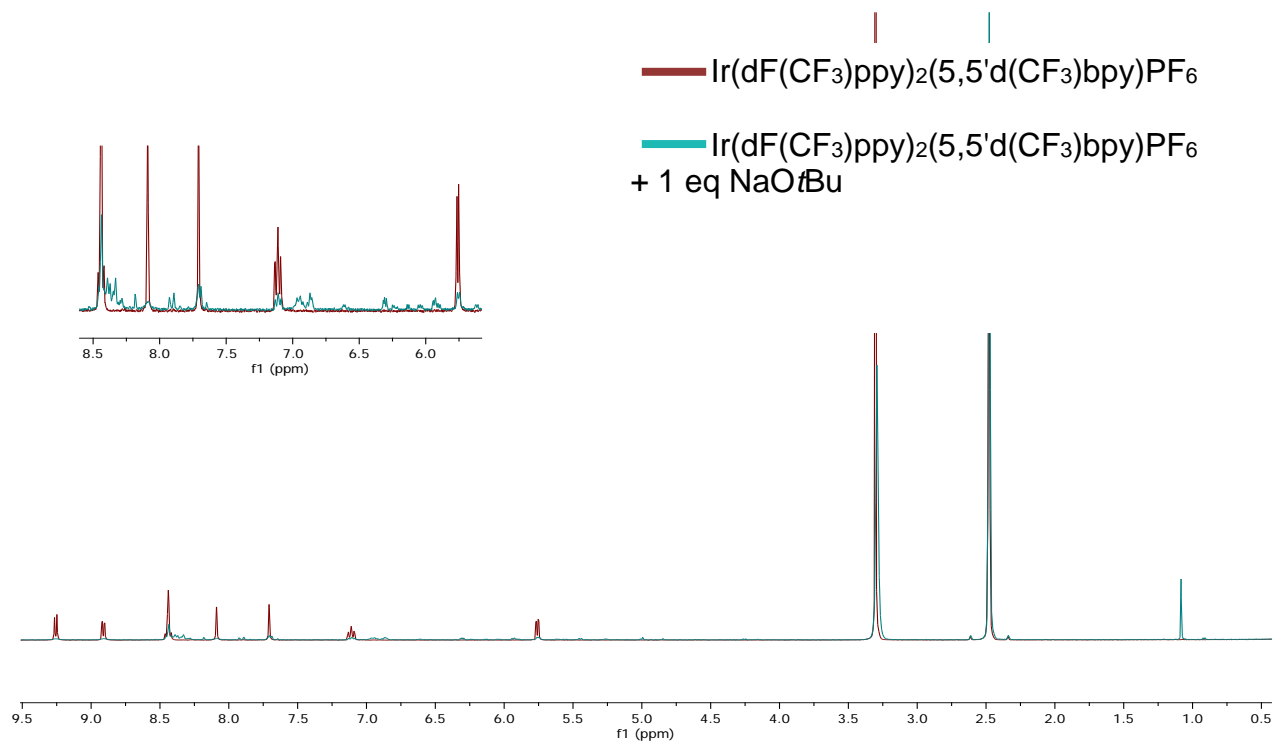 Ir(dF(CF₃)ppy)₂(5,5'd(CF₃)bpy)PF₆
Ir(dF(CF₃)ppy)₂(5,5'd(CF₃)bpy)PF₆
+ 1 eq NaOtBu
8.5 8.0 7.5 7.0 6.5 6.0
f1 (ppm)
9.5 9.0 8.5 8.0 7.5 7.0 6.5 6.0 5.5 5.0 4.5 4.0 3.5 3.0 2.5 2.0 1.5 1.0 0.5
f1 (ppm)